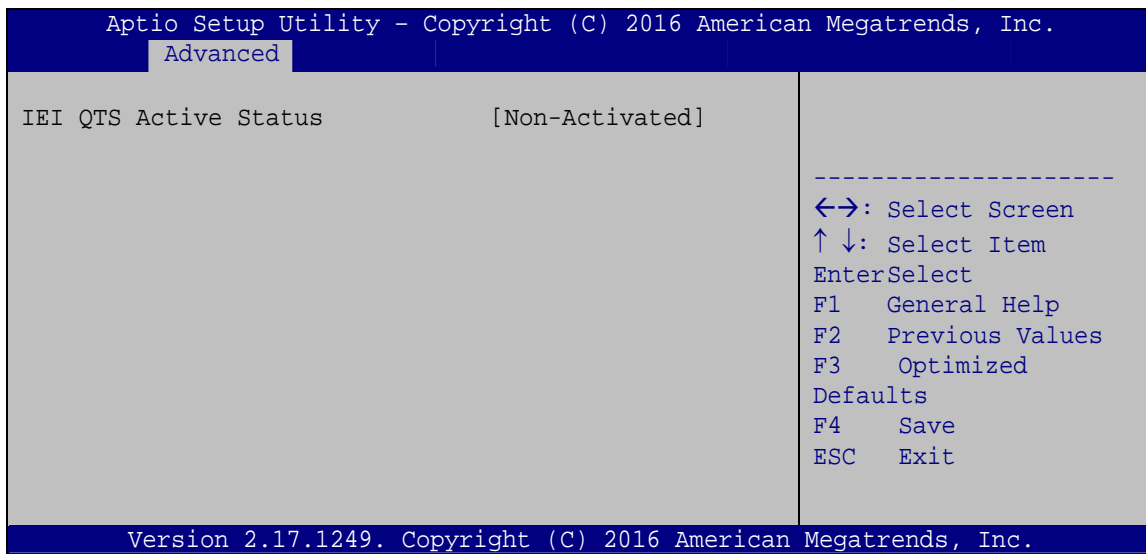 Aptio Setup Utility – Copyright (C) 2016 American Megatrends, Inc.
Advanced
IEI QTS Active Status [Non-Activated]
---------------------
←→: Select Screen
↑ ↓: Select Item
EnterSelect
F1 General Help
F2 Previous Values
F3 Optimized
Defaults
F4 Save
ESC Exit
Version 2.17.1249. Copyright (C) 2016 American Megatrends, Inc.